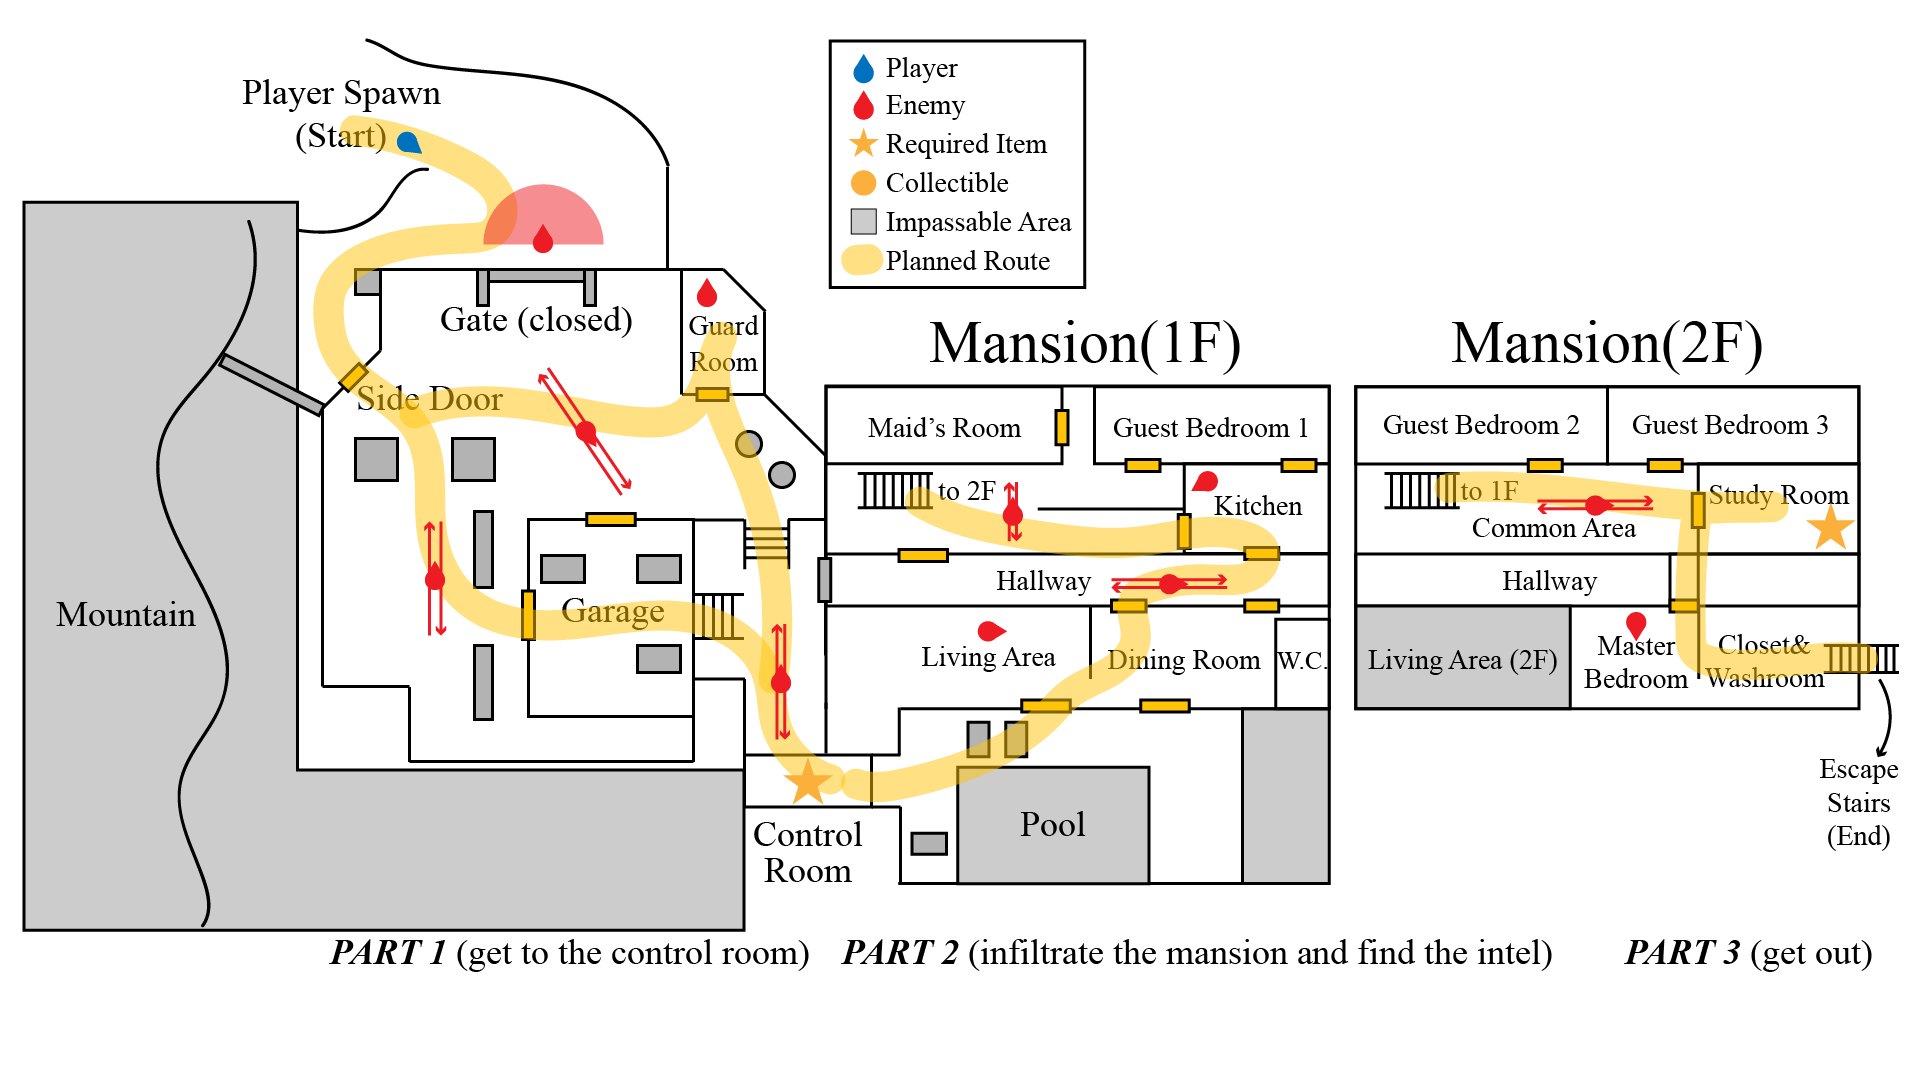 Player Spawn
(Start)
Player
Enemy
Required Item
Collectible
Impassable Area
Planned Route
Gate (closed)
Guard
Room
Side Door
Mountain
Garage
Control
Room
Mansion(1F)
Maid's Room
Guest Bedroom 1
to 2F
Kitchen
Hallway
Living Area
Dining Room
W.C.
Pool
Mansion(2F)
Guest Bedroom 2
Guest Bedroom 3
to 1F
Study Room
Common Area
Hallway
Living Area (2F)
Master
Bedroom
Closet&
Washroom
Escape
Stairs
(End)
PART 1 (get to the control room)
PART 2 (infiltrate the mansion and find the intel)
PART 3 (get out)